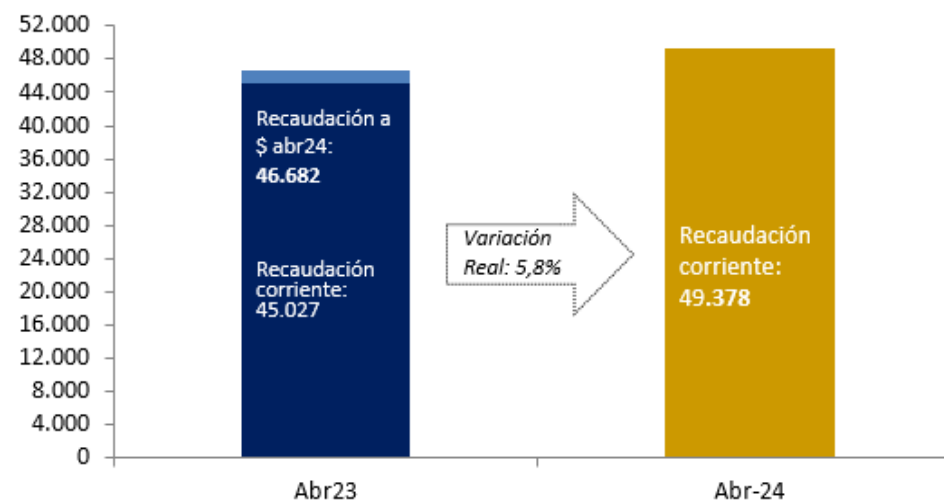 52.000
48.000
44.000
40.000
36.000
32.000
28.000
24.000
20.000
16.000
12.000
8.000
4.000
0
Recaudación a
$ abr24:
46.682
Recaudación
corriente:
45.027
Variación
Real: 5,8%
Recaudación
corriente:
49.378
Abr23
Abr-24